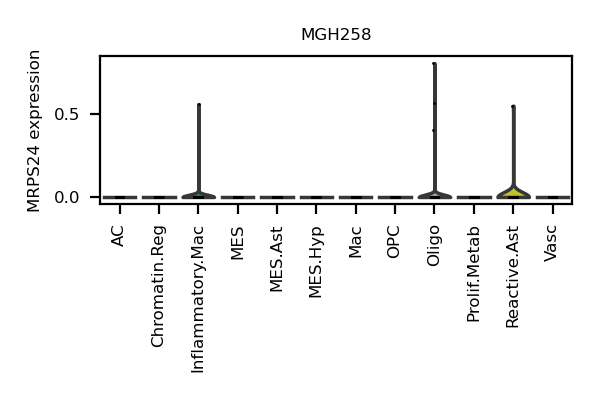 MGH258
MRPS24 expression
0.5
0.0
AC
Chromatin.Reg
Inflammatory.Mac
MES
MES.Ast
MES.Hyp
Mac
OPC
Oligo
Prolif.Metab
Reactive.Ast
Vasc